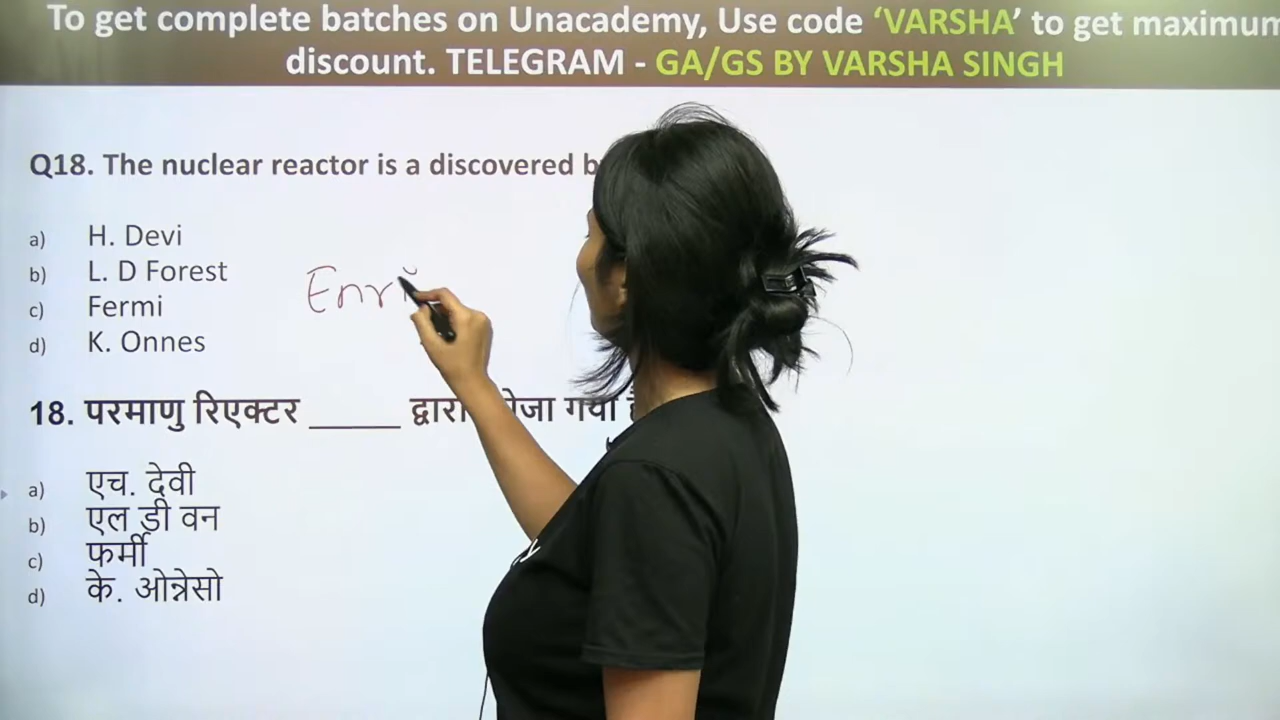 To get complete batches on Unacademy, Use code ‘VARSHA’ to get maximum
discount. TELEGRAM - GA/GS BY VARSHA SINGH
Q18. The nuclear reactor is a discovered b
a) H. Devi
b) L. D Forest
c) Fermi
d) K. Onnes
Enri
18. परमाणु रिएक्टर _____ द्वारा गया
a) एच. देवी
b) एल डी वन
c) फर्मी
d) के. ओन्नेसो